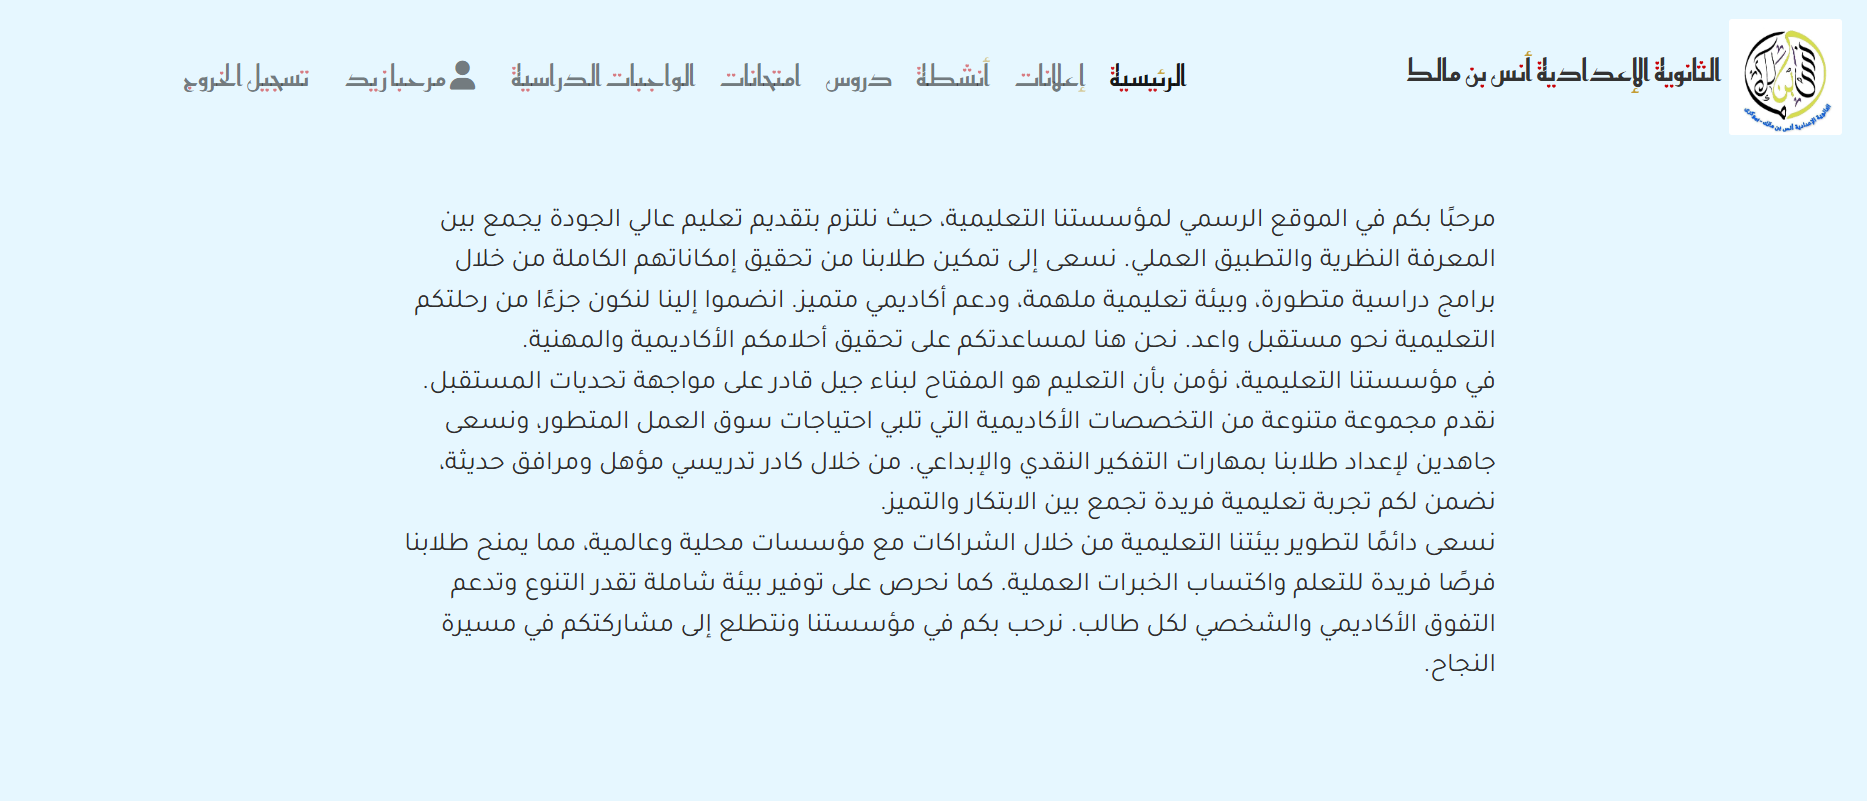 الثانوية الإعدادية أنس بن مالك
الرئيسية إعلانات أنشطة دروس امتحانات الواجبات الدراسية مرحبا زيد تسجيل الخروج
الثانوية الإعدادية أنس بن مالك - بيوكرى
مرحبًا بكم في الموقع الرسمي لمؤسستنا التعليمية، حيث نلتزم بتقديم تعليم عالي الجودة يجمع بين
المعرفة النظرية والتطبيق العملي. نسعى إلى تمكين طلابنا من تحقيق إمكاناتهم الكاملة من خلال
برامج دراسية متطورة، وبيئة تعليمية ملهمة، ودعم أكاديمي متميز. انضموا إلينا لنكون جزءًا من رحلتكم
التعليمية نحو مستقبل واعد. نحن هنا لمساعدتكم على تحقيق أحلامكم الأكاديمية والمهنية.
في مؤسستنا التعليمية، نؤمن بأن التعليم هو المفتاح لبناء جيل قادر على مواجهة تحديات المستقبل.
نقدم مجموعة متنوعة من التخصصات الأكاديمية التي تلبي احتياجات سوق العمل المتطور، ونسعى
جاهدين لإعداد طلابنا بمهارات التفكير النقدي والإبداعي. من خلال كادر تدريسي مؤهل ومرافق حديثة،
نضمن لكم تجربة تعليمية فريدة تجمع بين الابتكار والتميز.
نسعى دائمًا لتطوير بيئتنا التعليمية من خلال الشراكات مع مؤسسات محلية وعالمية، مما يمنح طلابنا
فرصًا فريدة للتعلم واكتساب الخبرات العملية. كما نحرص على توفير بيئة شاملة تقدر التنوع وتدعم
التفوق الأكاديمي والشخصي لكل طالب. نرحب بكم في مؤسستنا ونتطلع إلى مشاركتكم في مسيرة
النجاح.